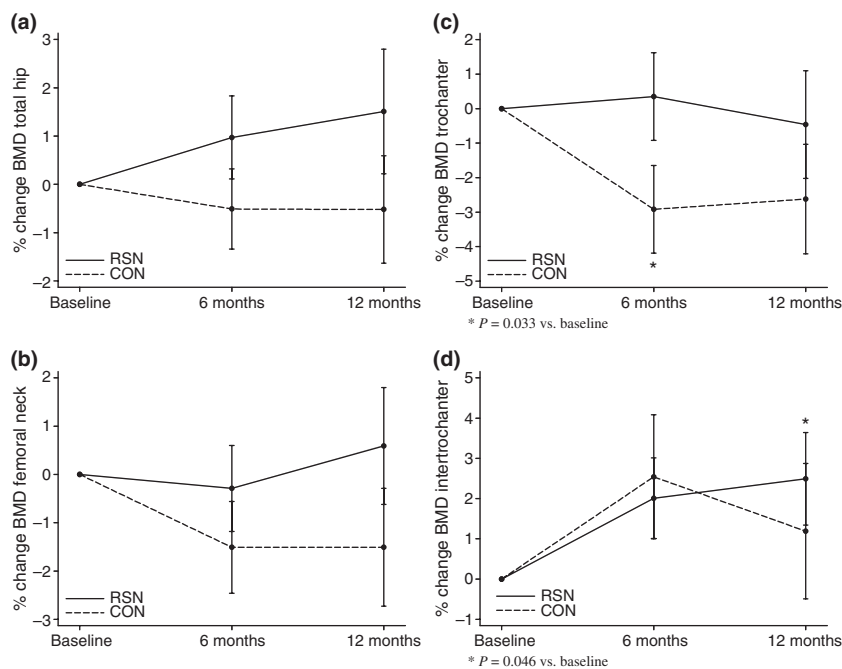 (a)
% change BMD total hip
3
2
1
0
–1
–2
RSN
CON
Baseline
6 months
12 months
(b)
% change BMD femoral neck
2
1
0
–1
–2
–3
RSN
CON
Baseline
6 months
12 months
(c)
% change BMD trochanter
2
1
0
–1
–2
–3
–4
–5
*
RSN
CON
Baseline
6 months
12 months
* P = 0.033 vs. baseline
(d)
% change BMD intertrochanter
5
4
3
2
1
0
–1
*
RSN
CON
Baseline
6 months
12 months
* P = 0.046 vs. baseline